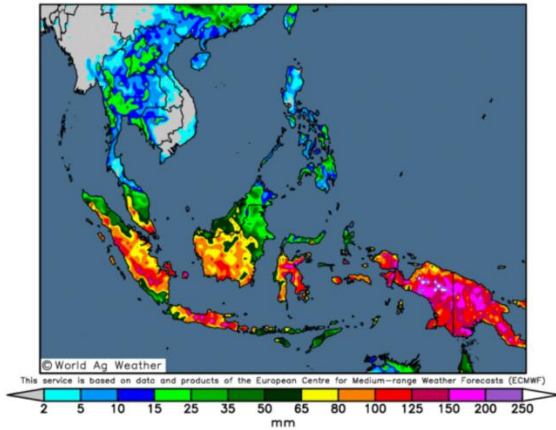 © World Ag Weather
This service is based on data and products of the European Centre for Medium-range Weather Forecasts (ECMWF)
2 5 10 15 25 35 50 65 80 100 125 150 200 250
mm